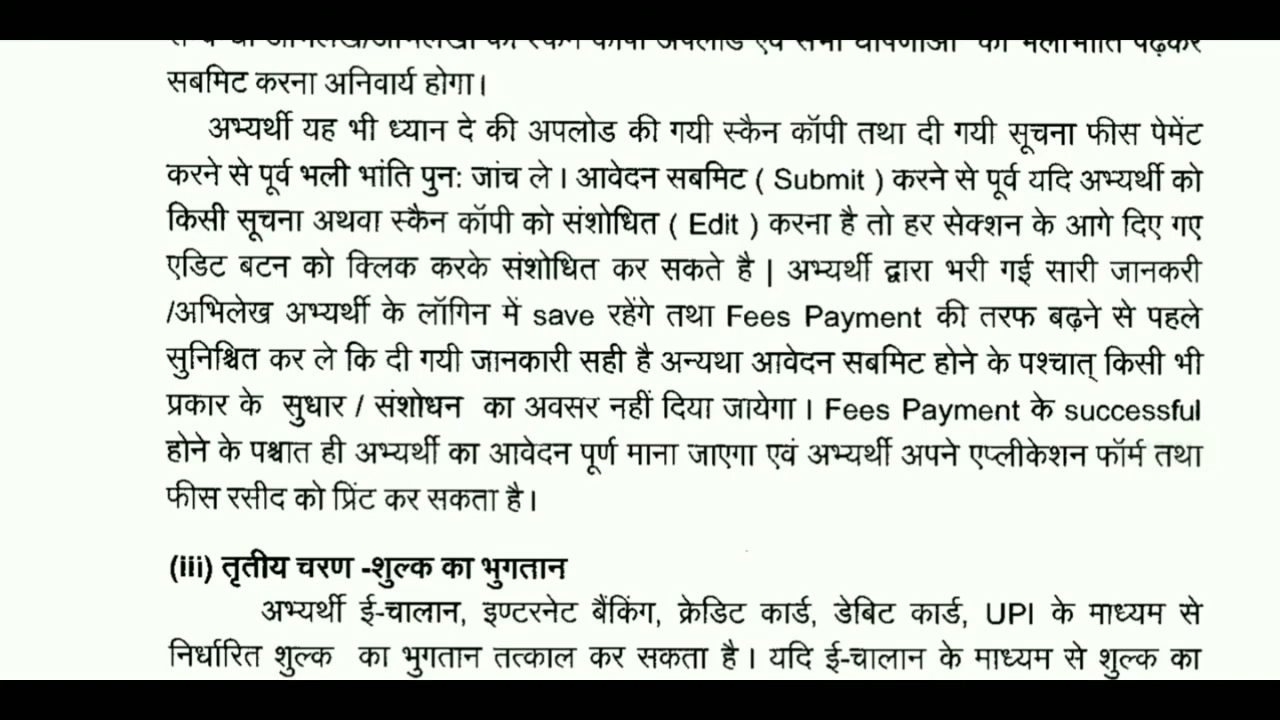 सबमिट करना अनिवार्य होगा।
अभ्यर्थी यह भी ध्यान दे की अपलोड की गयी स्कैन कॉपी तथा दी गयी सूचना फीस पेमेंट
करने से पूर्व भली भांति पुनः जांच ले। आवेदन सबमिट ( Submit ) करने से पूर्व यदि अभ्यर्थी को
किसी सूचना अथवा स्कैन कॉपी को संशोधित ( Edit ) करना है तो हर सेक्शन के आगे दिए गए
एडिट बटन को क्लिक करके संशोधित कर सकते है | अभ्यर्थी द्वारा भरी गई सारी जानकरी
/अभिलेख अभ्यर्थी के लॉगिन में save रहेंगे तथा Fees Payment की तरफ बढ़ने से पहले
सुनिश्चित कर ले कि दी गयी जानकारी सही है अन्यथा आवेदन सबमिट होने के पश्चात् किसी भी
प्रकार के सुधार / संशोधन का अवसर नहीं दिया जायेगा। Fees Payment के successful
होने के पश्चात ही अभ्यर्थी का आवेदन पूर्ण माना जाएगा एवं अभ्यर्थी अपने एप्लीकेशन फॉर्म तथा
फीस रसीद को प्रिंट कर सकता है।
(iii) तृतीय चरण -शुल्क का भुगतान
अभ्यर्थी ई-चालान, इण्टरनेट बैंकिंग, क्रेडिट कार्ड, डेबिट कार्ड, UPI के माध्यम से
निर्धारित शुल्क का भुगतान तत्काल कर सकता है। यदि ई-चालान के माध्यम से शुल्क का